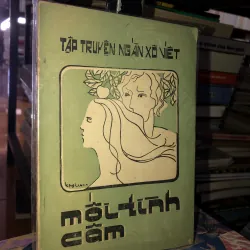 TẬP TRUYỆN NGẮN XÔ VIẾT
mối tình
câm